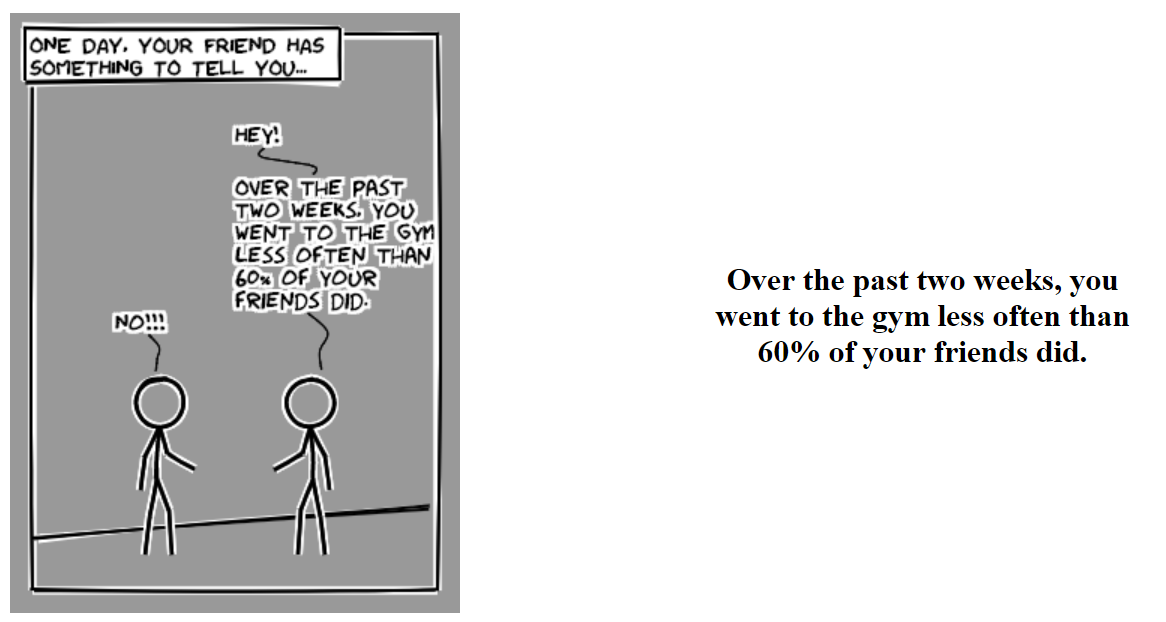 ONE DAY, YOUR FRIEND HAS
SOMETHING TO TELL YOU...
HEY!
OVER THE PAST
TWO WEEKS, YOU
WENT TO THE GYM
LESS OFTEN THAN
60% OF YOUR
FRIENDS DID.
NO!!!
Over the past two weeks, you
went to the gym less often than
60% of your friends did.